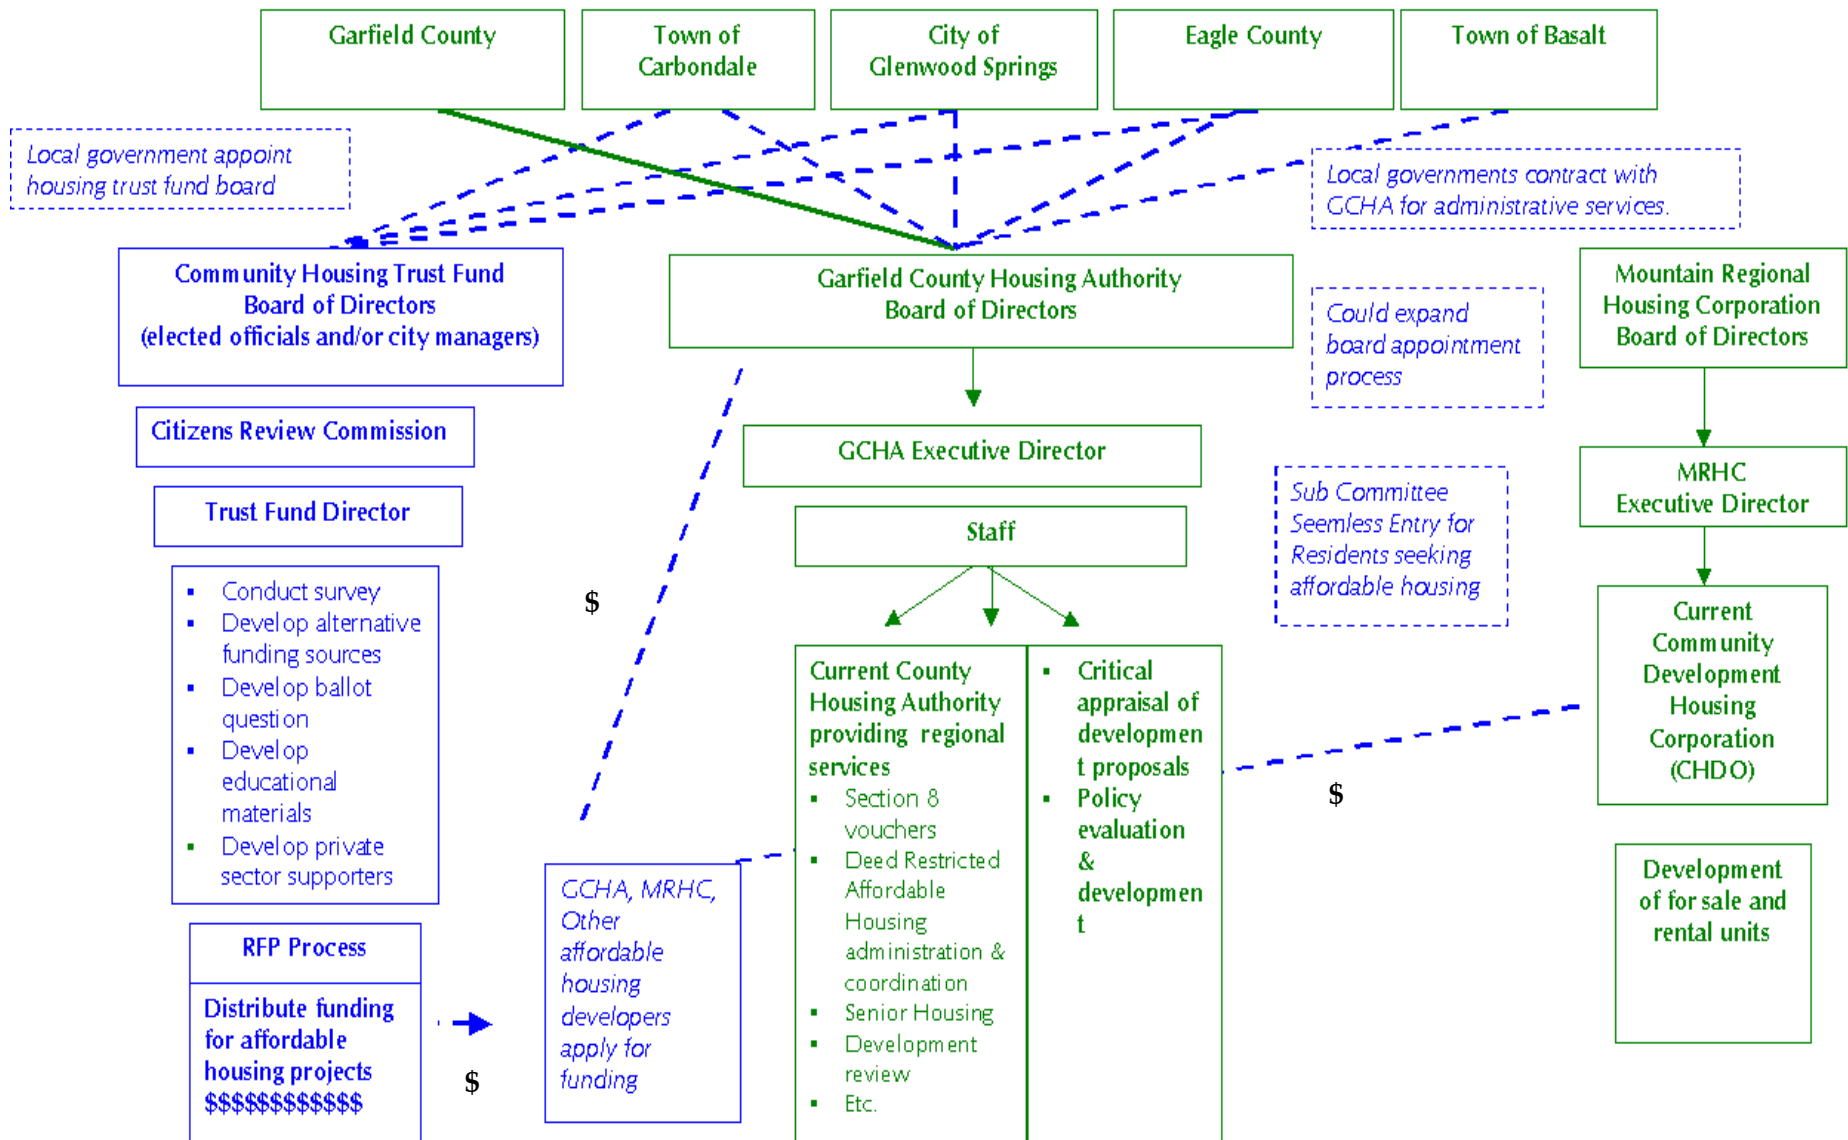 Garfield County
Town of
Carbondale
City of
Glenwood Springs
Eagle County
Town of Basalt
Local government appoint
housing trust fund board
Local governments contract with
GCHA for administrative services.
Community Housing Trust Fund
Board of Directors
(elected officials and/or city managers)
Garfield County Housing Authority
Board of Directors
Could expand
board appointment
process
Mountain Regional
Housing Corporation
Board of Directors
Citizens Review Commission
GCHA Executive Director
MRHC
Executive Director
Trust Fund Director
Staff
Sub Committee
Seemless Entry for
Residents seeking
affordable housing
▪ Conduct survey
▪ Develop alternative
funding sources
▪ Develop ballot
question
▪ Develop
educational
materials
▪ Develop private
sector supporters
$
Current County
Housing Authority
providing regional
services
▪ Section 8
vouchers
▪ Deed Restricted
Affordable
Housing
administration &
coordination
▪ Senior Housing
▪ Development
review
▪ Etc.
▪ Critical
appraisal of
developmen
t proposals
▪ Policy
evaluation
&
developmen
t
Current
Community
Development
Housing
Corporation
(CHDO)
$
Development
of for sale and
rental units
RFP Process
Distribute funding
for affordable
housing projects
$$$$$$$$$$$$
$
GCHA, MRHC,
Other
affordable
housing
developers
apply for
funding